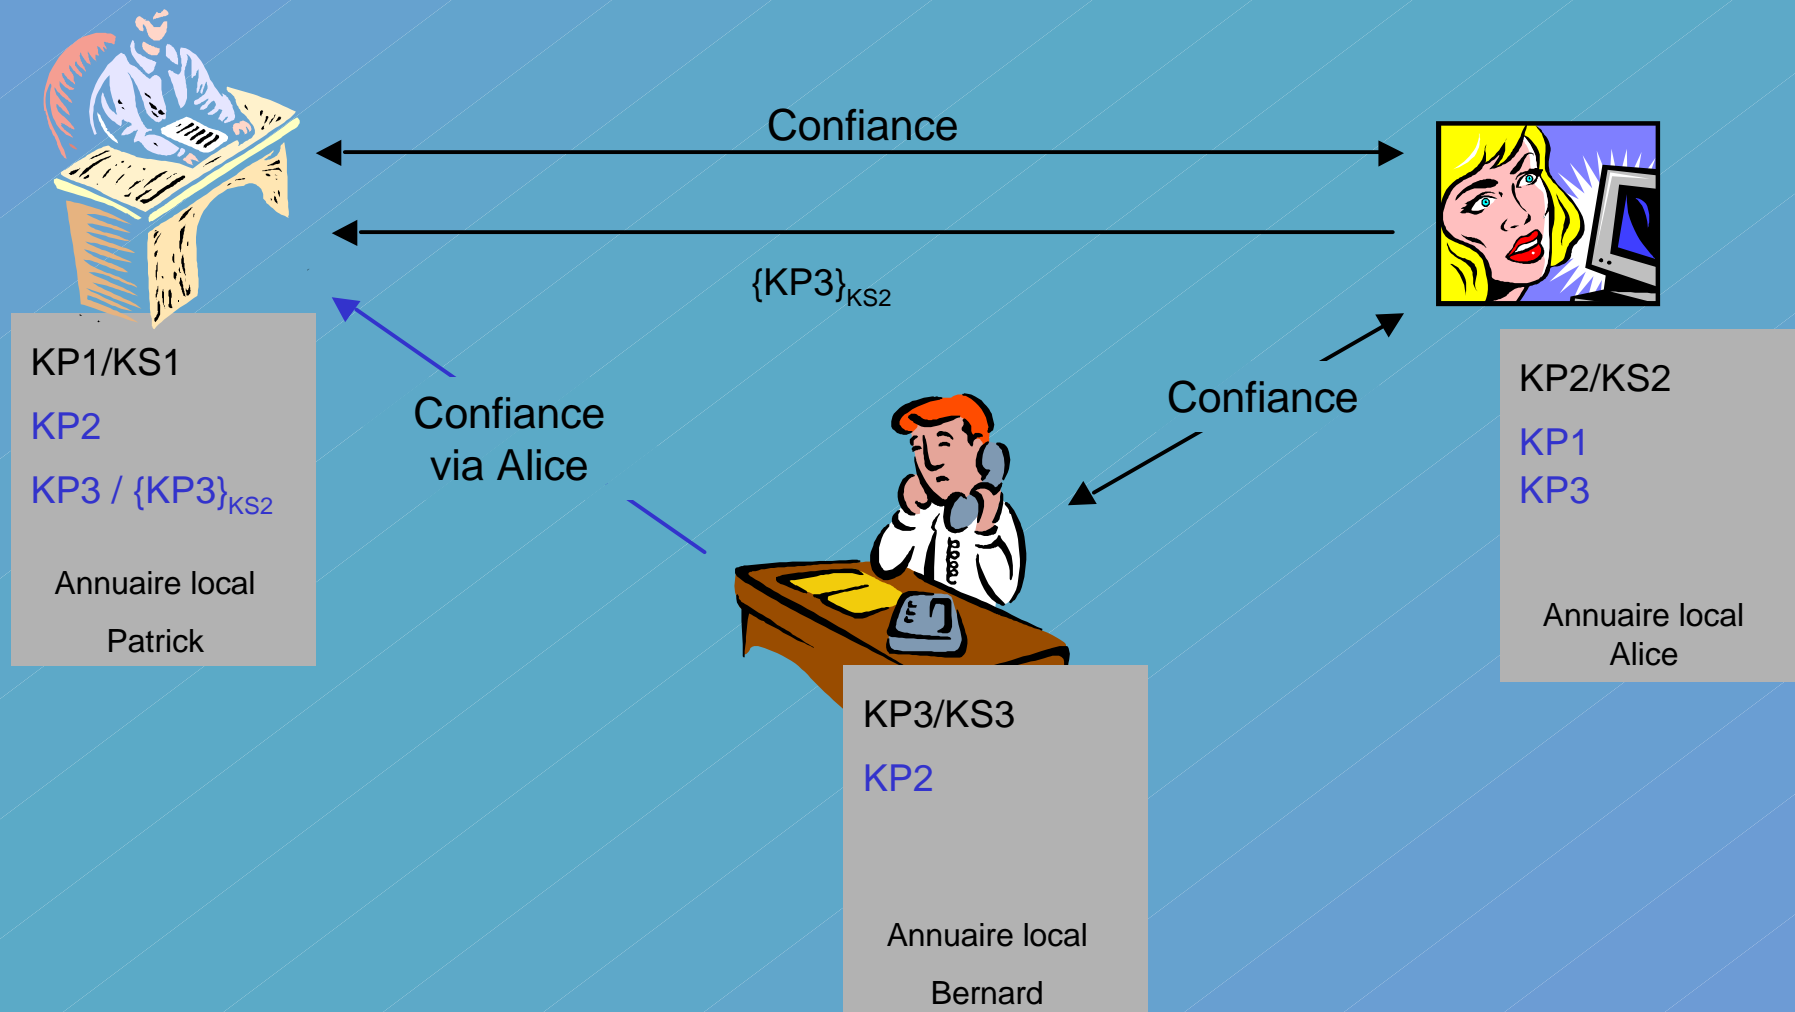 Confiance
{KP3}KS2
KP1/KS1
KP2
KP3 / {KP3}KS2
Annuaire local
Patrick
Confiance
via Alice
Confiance
KP2/KS2
KP1
KP3
Annuaire local
Alice
KP3/KS3
KP2
Annuaire local
Bernard